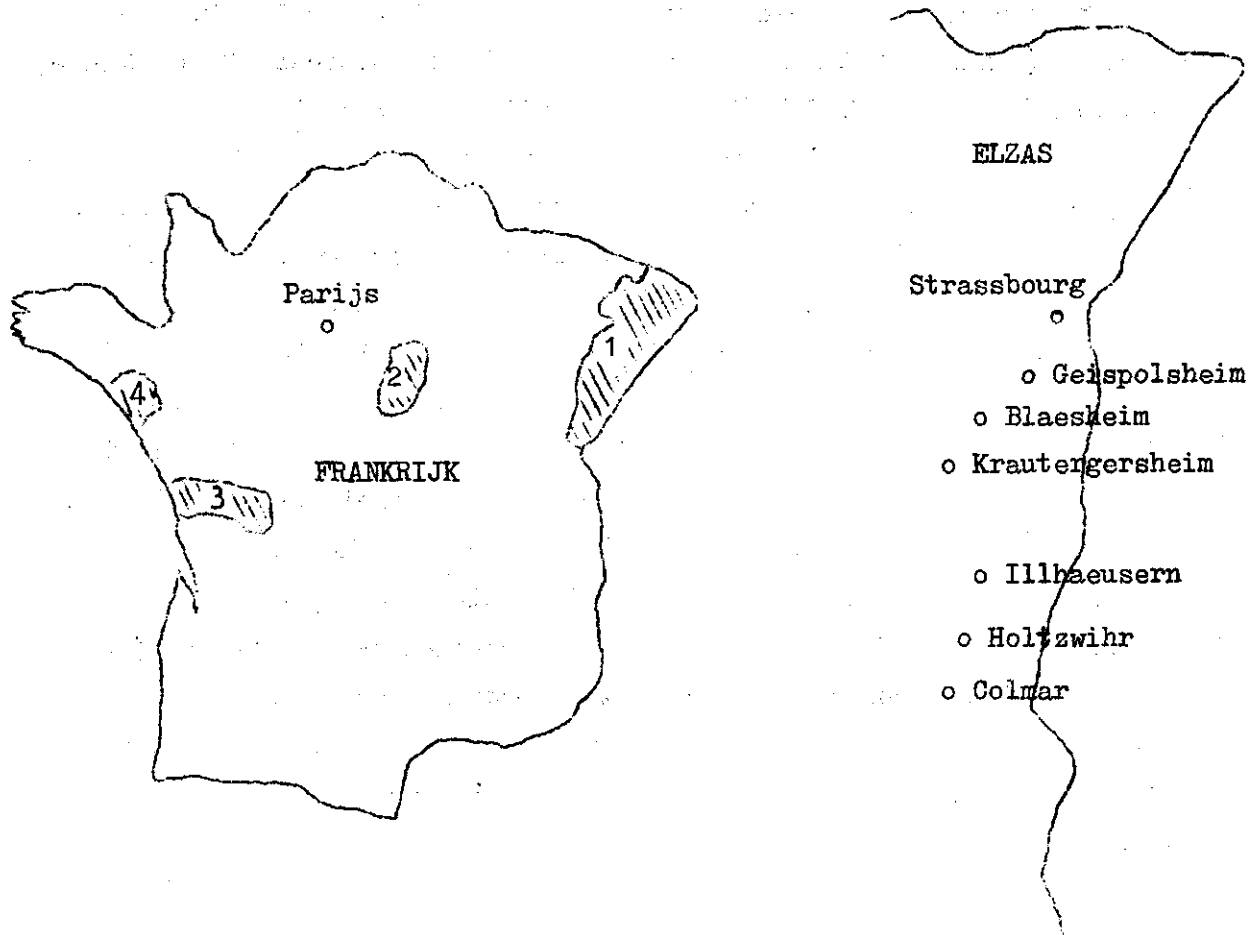 Parijs
1
2
4
FRANKRIJK
3
ELZAS
Strassbourg
Geispolsheim
Blaesheim
Krautergersheim
Illhaeusern
Holtzwihr
Colmar